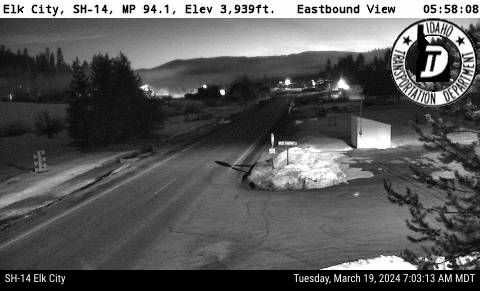 Elk City, SH-14, MP 94.1, Elev 3,939ft.   Eastbound View    05:58:08
IDAHO
TRANSPORTATION DEPARTMENT
SH-14 Elk City
Tuesday, March 19, 2024 7:03:13 AM MDT